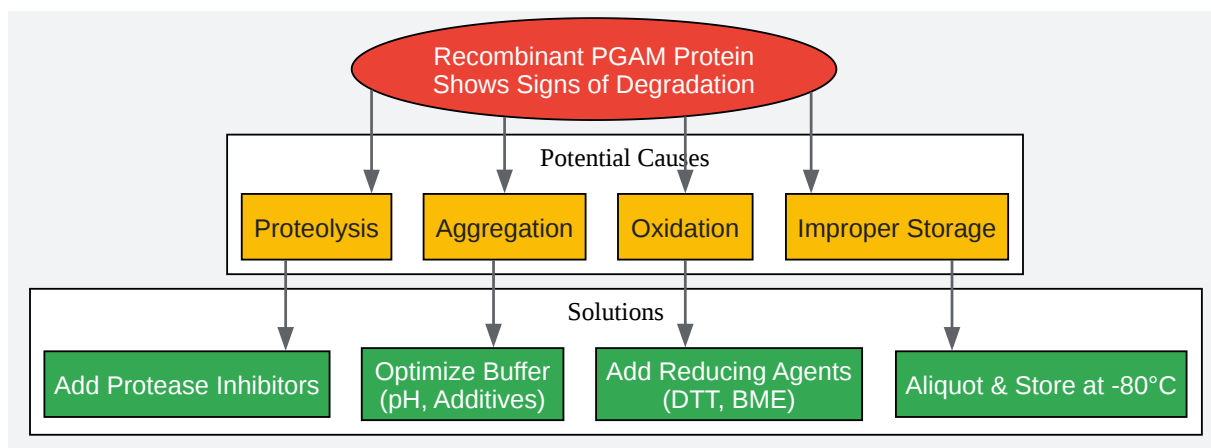 Recombinant PGAM Protein
Shows Signs of Degradation
Potential Causes
Proteolysis
Aggregation
Oxidation
Improper Storage
Solutions
Add Protease Inhibitors
Optimize Buffer
(pH, Additives)
Add Reducing Agents
(DTT, BME)
Aliquot & Store at -80°C